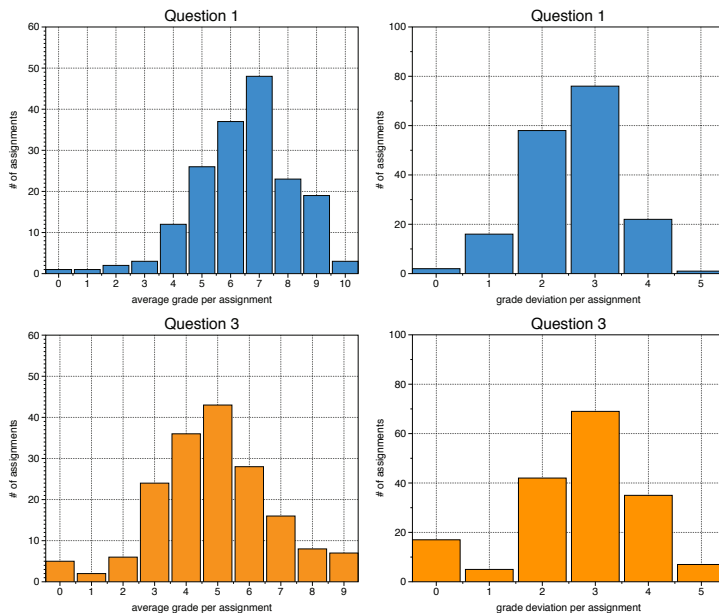 Question 1
60
50
40
30
20
10
0
# of assignments
0 1 2 3 4 5 6 7 8 9 10
average grade per assignment
Question 1
100
80
60
40
20
0
# of assignments
0 1 2 3 4 5
grade deviation per assignment
Question 3
60
50
40
30
20
10
0
# of assignments
0 1 2 3 4 5 6 7 8 9
average grade per assignment
Question 3
100
80
60
40
20
0
# of assignments
0 1 2 3 4 5
grade deviation per assignment